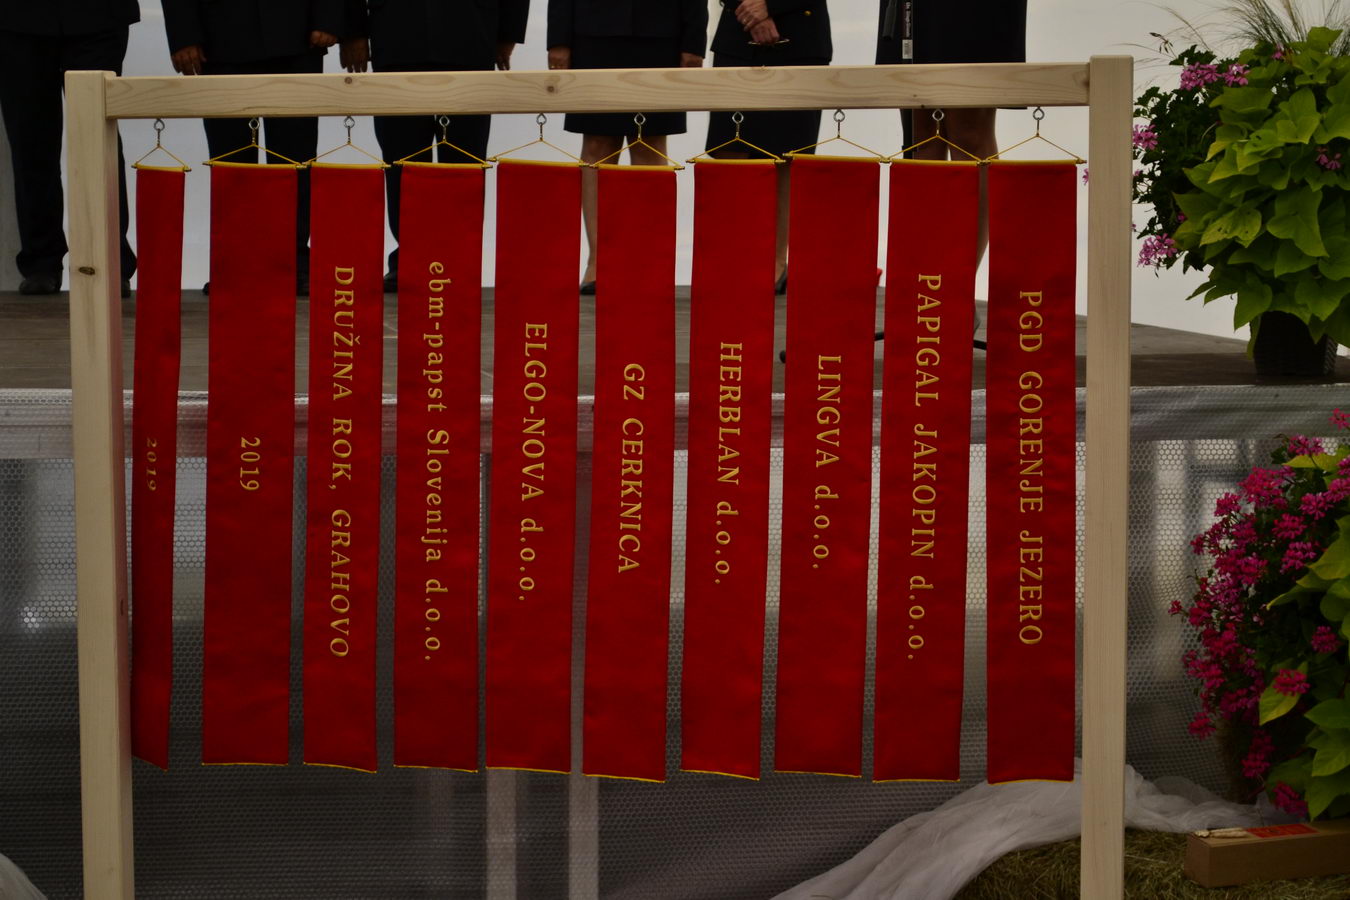 2019
2019
DRUŽINA ROK, GRAHOVO
ebm-papst Slovenija d.o.o.
ELGO-NOVA d.o.o.
GZ CERKNICA
HERBLAN d.o.o.
LINGVA d.o.o.
PAPIGAL JAKOPIN d.o.o.
PGD GORENJE JEZERO